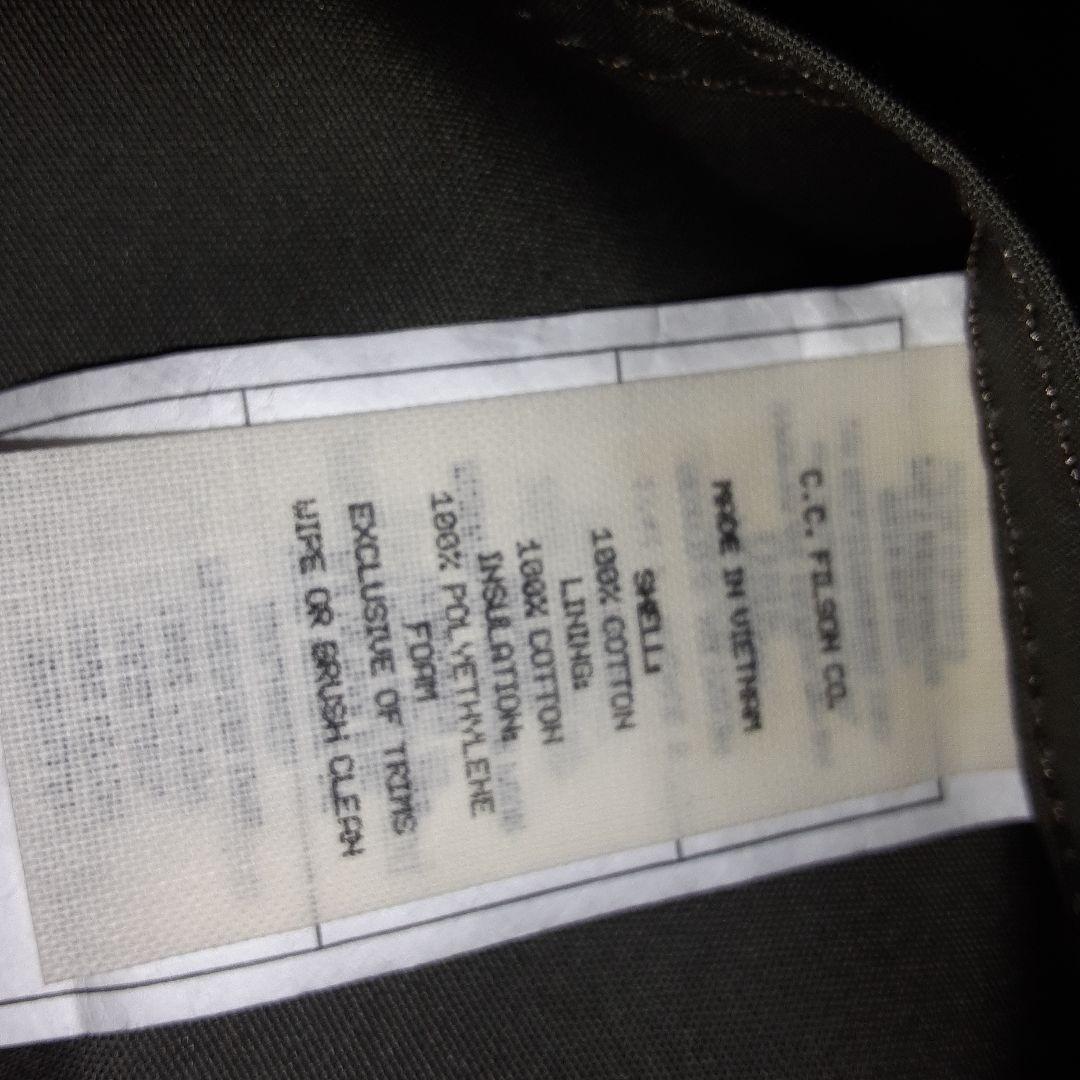 C.C. FILSON CO.
MADE IN VIETNAM
SHELL:
100% COTTON
LINING:
100% COTTON
INSULATION:
100% POLYETHYLENE
FOAM
EXCLUSIVE OF TRIMS
WIPE OR BRUSH CLEAN